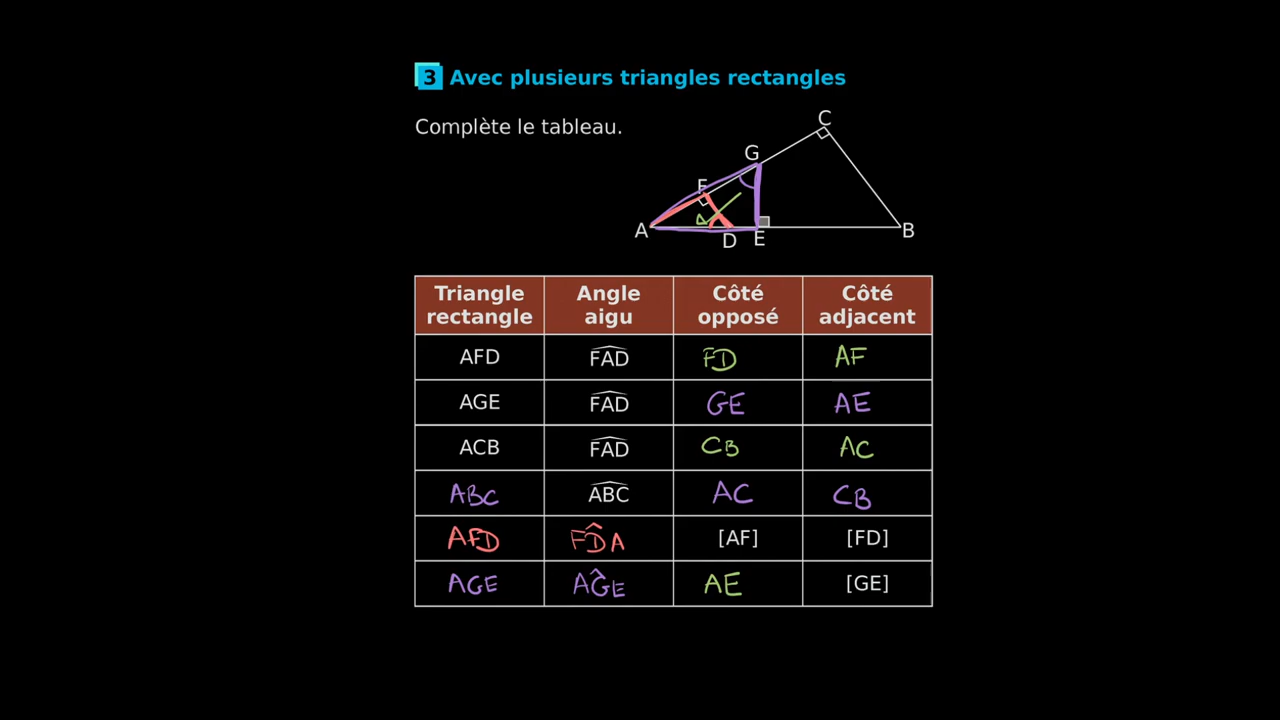 3 Avec plusieurs triangles rectangles
Complète le tableau.
C
G
F
A
D
E
B
Triangle rectangle Angle aigu Côté opposé Côté adjacent
AFD FAD FD AF
AGE FAD GE AE
ACB FAD CB AC
ABC ABC AC CB
AFD FDA [AF] [FD]
AGE AGE AE [GE]